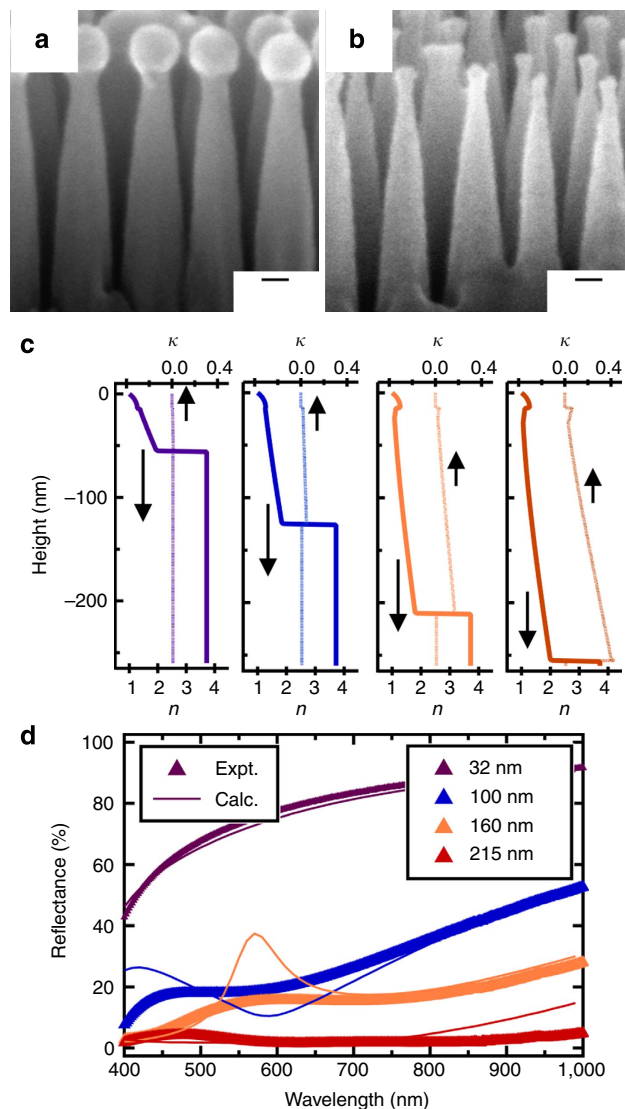 a
b
c
κ κ κ κ
0.0 0.4 0.0 0.4 0.0 0.4 0.0 0.4
0
−100
−200
Height (nm)
1 2 3 4 1 2 3 4 1 2 3 4 1 2 3 4
n n n n
d
100
80
60
40
20
0
Reflectance (%)
Expt.
Calc.
32 nm
100 nm
160 nm
215 nm
400 500 600 700 800 900 1,000
Wavelength (nm)